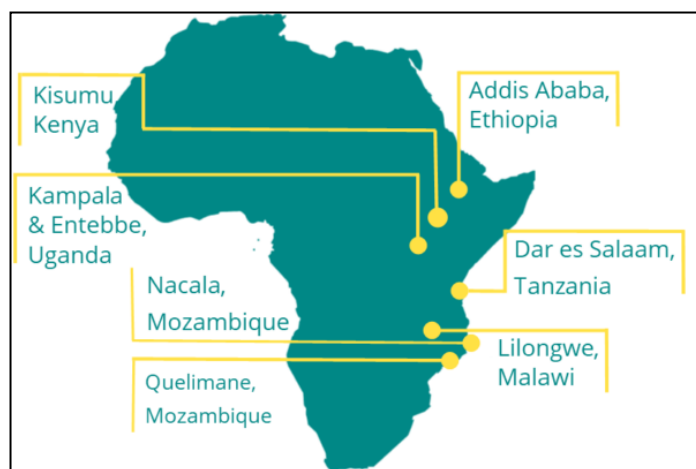 Kisumu,
Kenya
Addis Ababa,
Ethiopia
Kampala
& Entebbe,
Uganda
Dar es Salaam,
Tanzania
Nacala,
Mozambique
Lilongwe,
Malawi
Quelimane,
Mozambique